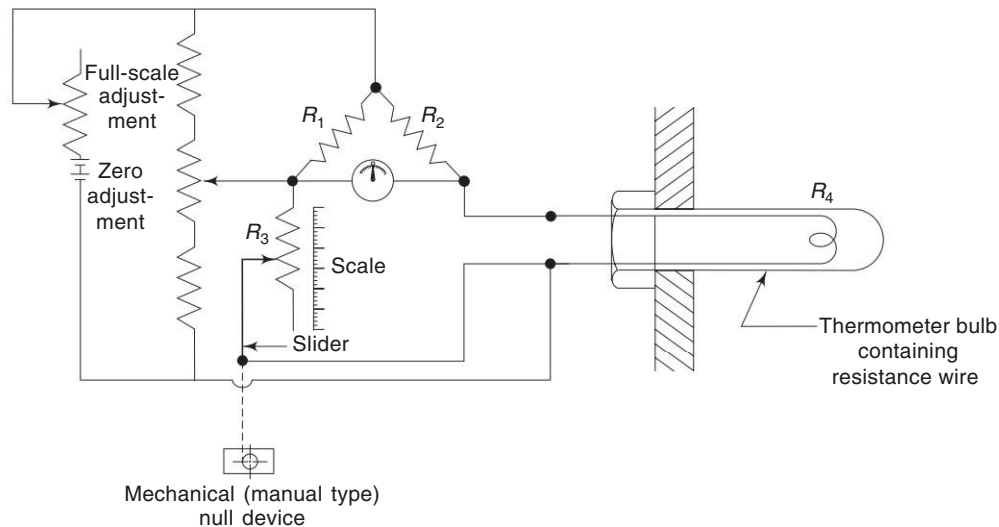 Full-scale
adjust-
ment
Zero
adjust-
ment
R1
R2
R3
Scale
Slider
R4
Thermometer bulb
containing
resistance wire
Mechanical (manual type)
null device